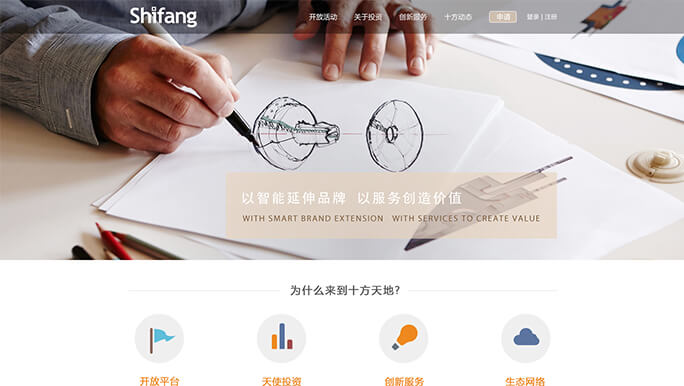 Shifang
开放活动 关于投资 创新服务 十方动态 申请 登录 | 注册
以智能延伸品牌 以服务创造价值
WITH SMART BRAND EXTENSION WITH SERVICES TO CREATE VALUE
为什么来到十方天地?
开放平台 天使投资 创新服务 生态网络